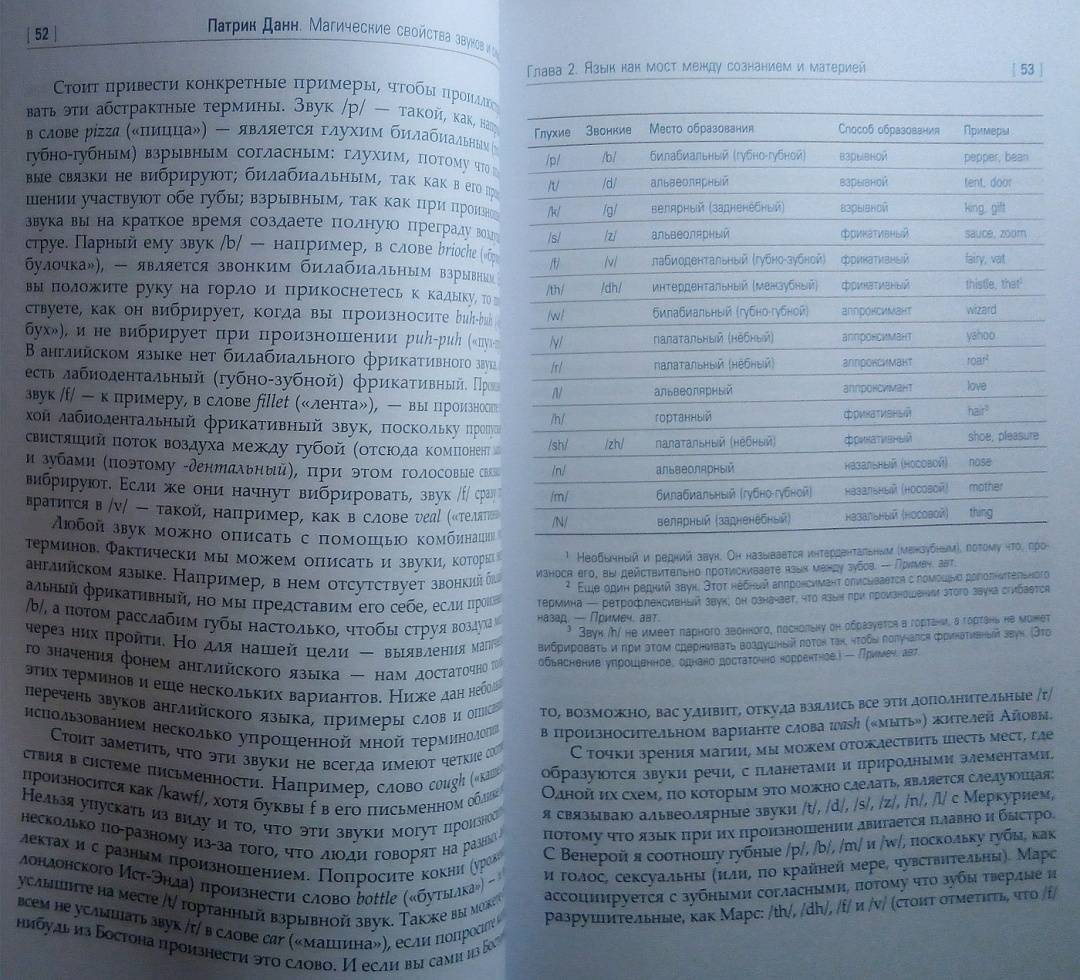 [ 52 ] Патрик Данн. Магические свойства звуков и
Стоит привести конкретные примеры, чтобы
вать эти абстрактные термины. Звук /p/ — такой, как,
в слове pizza («пицца») — является глухим билабиальным
губно-губным) взрывным согласным: глухим, потому что
вые связки не вибрируют; билабиальным, так как в его
шении участвуют обе губы; взрывным, так как при
звука вы на краткое время создаете полную преграду
струе. Парный ему звук /b/ — например, в слове brioche
булочка»), — является звонким билабиальным взрывным.
вы положите руку на горло и прикоснетесь к кадыку, то
ствуете, как он вибрирует, когда вы произносите buh-buh
бух»), и не вибрирует при произношении puh-puh
В английском языке нет билабиального фрикативного звука,
есть лабиодентальный (губно-зубной) фрикативный.
звук /f/ — к примеру, в слове fillet («лента»), — вы
хой лабиодентальный фрикативный звук, поскольку
свистящий поток воздуха между губой (отсюда компонент
и зубами (поэтому -дентальный), при этом голосовые
вибрируют. Если же они начнут вибрировать, звук /f/ сразу
вратится в /v/ — такой, например, как в слове veal
Любой звук можно описать с помощью комбинации
терминов. Фактически мы можем описать и звуки, которых
английском языке. Например, в нем отсутствует звонкий
альный фрикативный, но мы представим его себе, если
/b/, а потом расслабим губы настолько, чтобы струя воздуха
через них пройти. Но для нашей цели — выявления
го значения фонем английского языка — нам достаточно
этих терминов и еще нескольких вариантов. Ниже дан
перечень звуков английского языка, примеры слов и
использованием несколько упрощенной мной терминологии.
Стоит заметить, что эти звуки не всегда имеют четкие
ствия в системе письменности. Например, слово cough
произносится как /kawf/, хотя буквы f в его письменном облике
Нельзя упускать из виду и то, что эти звуки могут
несколько по-разному из-за того, что люди говорят на разных
лектах и с разным произношением. Попросите кокни
лондонского Ист-Энда) произнести слово bottle («бутылка») —
услышите на месте /t/ гортанный взрывной звук. Также вы
всем не услышать звук /r/ в слове car («машина»), если попросите
нибудь из Бостона произнести это слово. И если вы сами из
Глава 2. Язык как мост между сознанием и материей [ 53 ]
Глухие Звонкие Место образования Способ образования Примеры
/p/ /b/ билабиальный (губно-губной) взрывной pepper, bean
/t/ /d/ альвеолярный взрывной tent, door
/k/ /g/ велярный (задненёбный) взрывной king, gift
/s/ /z/ альвеолярный фрикативный sauce, zoom
/f/ /v/ лабиодентальный (губно-зубной) фрикативный fairy, vat
/th/ /dh/ интердентальный (межзубный) фрикативный thistle, that¹
/w/ билабиальный (губно-губной) аппроксимант wizard
/y/ палатальный (нёбный) аппроксимант yahoo
/r/ палатальный (нёбный) аппроксимант roar²
/l/ альвеолярный аппроксимант love
/h/ гортанный фрикативный hair³
/sh/ /zh/ палатальный (нёбный) фрикативный shoe, pleasure
/n/ альвеолярный назальный (носовой) nose
/m/ билабиальный (губно-губной) назальный (носовой) mother
/N/ велярный (задненёбный) назальный (носовой) thing
¹ Необычный и редкий звук. Он называется интердентальным (межзубным), потому что, про-
износя его, вы действительно протискиваете язык между зубов. — Примеч. авт.
² Еще один редкий звук. Этот нёбный аппроксимант описывается с помощью дополнительного
термина — ретрофлексивный звук, он означает, что язык при произношении этого звука сгибается
назад. — Примеч. авт.
³ Звук /h/ не имеет парного звонкого, поскольку он образуется в гортани, а гортань не может
вибрировать и при этом сдерживать воздушный поток так, чтобы получался фрикативный звук. (Это
объяснение упрощенное, однако достаточно корректное.) — Примеч. авт.
то, возможно, вас удивит, откуда взялись все эти дополнительные /r/
в произносительном варианте слова wash («мыть») жителей Айовы.
С точки зрения магии, мы можем отождествить шесть мест, где
образуются звуки речи, с планетами и природными элементами.
Одной их схем, по которым это можно сделать, является следующая:
я связываю альвеолярные звуки /t/, /d/, /s/, /z/, /n/, /l/ с Меркурием,
потому что язык при их произношении двигается плавно и быстро.
С Венерой я соотношу губные /p/, /b/, /m/ и /w/, поскольку губы, как
и голос, сексуальны (или, по крайней мере, чувствительны). Марс
ассоциируется с зубными согласными, потому что зубы твердые и
разрушительные, как Марс: /th/, /dh/, /f/ и /v/ (стоит отметить, что /f/